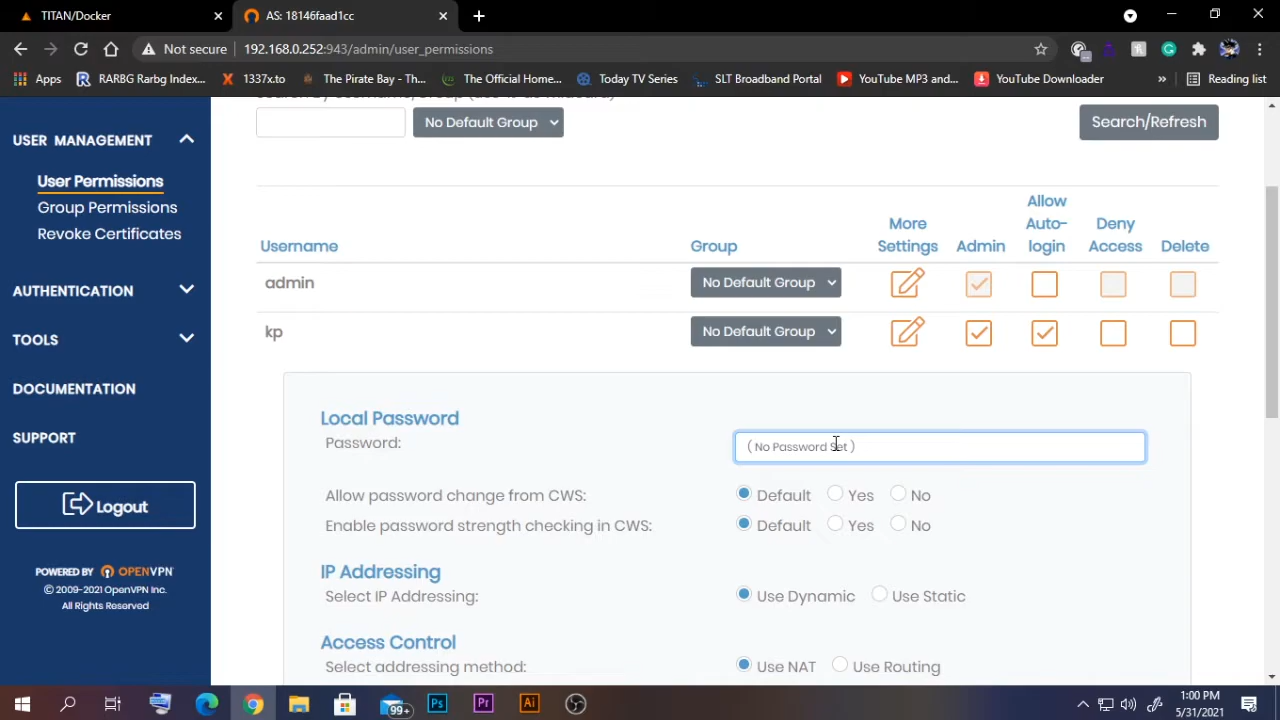 TITAN/Docker
AS: 18146faad1cc
Not secure
192.168.0.252:943/admin/user_permissions
Apps
RARBG Rarbg Index...
1337x.to
The Pirate Bay - Th...
The Official Home...
Today TV Series
SLT Broadband Portal
YouTube MP3 and...
YouTube Downloader
»
Reading list
USER MANAGEMENT
User Permissions
Group Permissions
Revoke Certificates
AUTHENTICATION
TOOLS
DOCUMENTATION
SUPPORT
Logout
POWERED BY OPENVPN
© 2009-2021 OpenVPN Inc.
All Rights Reserved
No Default Group
Search/Refresh
Username
Group
More Settings
Admin
Allow Auto-login
Deny Access
Delete
admin
No Default Group
kp
No Default Group
Local Password
Password:
( No Password Set )
Allow password change from CWS:
Default Yes No
Enable password strength checking in CWS:
Default Yes No
IP Addressing
Select IP Addressing:
Use Dynamic Use Static
Access Control
Select addressing method:
Use NAT Use Routing
Ps
Pr
Ai
99+
1:00 PM
5/31/2021